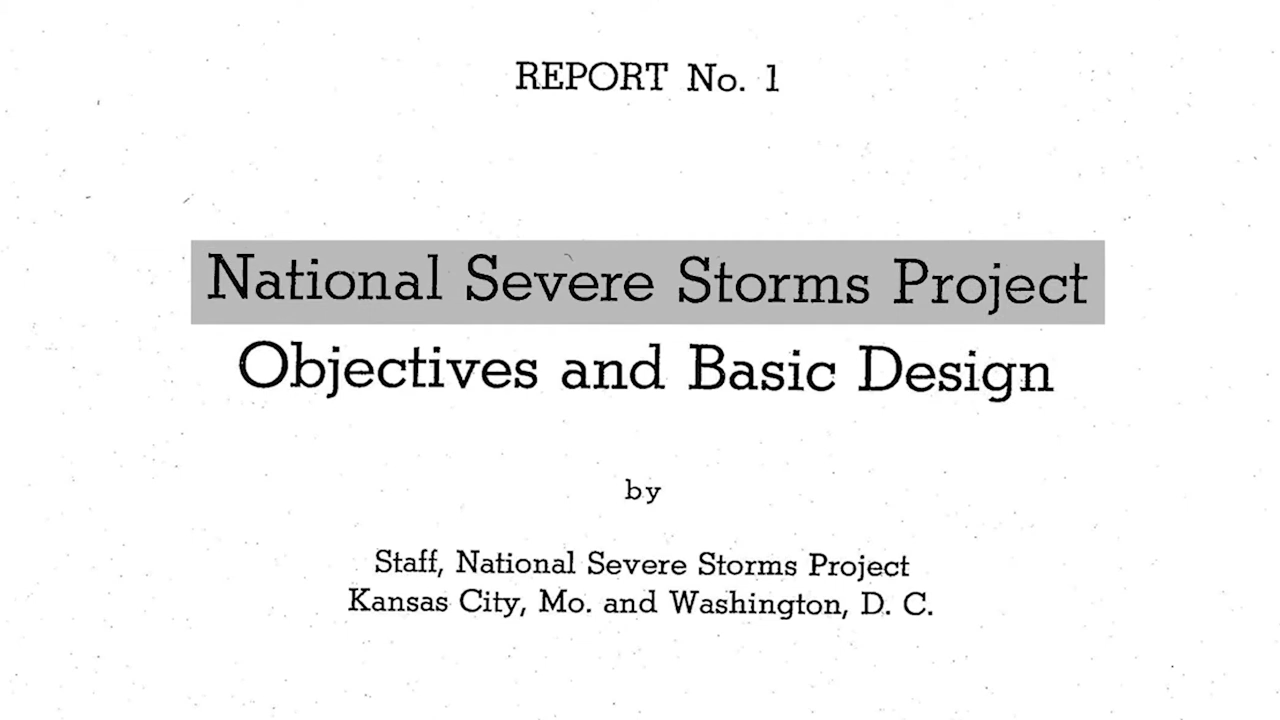 REPORT No. 1
National Severe Storms Project
Objectives and Basic Design
by
Staff, National Severe Storms Project
Kansas City, Mo. and Washington, D. C.